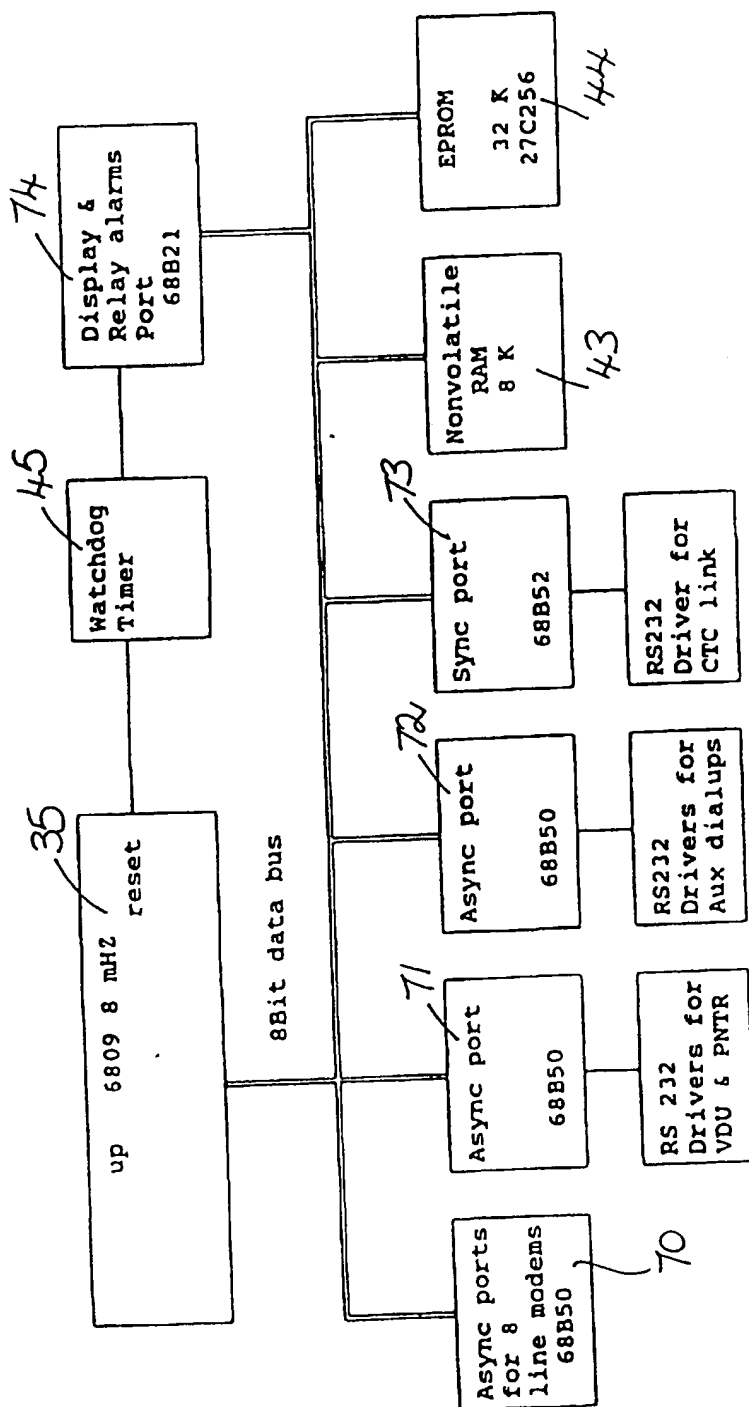 35
up 6809 8 mHZ
reset
45
Watchdog
Timer
74
Display &
Relay alarms
Port
68B21
8Bit data bus
Async ports
for 8
line modems
68B50
70
71
Async port
68B50
72
Async port
68B50
73
Sync port
68B52
Nonvolatile
RAM
8 K
43
EPROM
32 K
27C256
44
RS 232
Drivers for
VDU & PNTR
RS232
Drivers for
Aux dialups
RS232
Driver for
CTC link